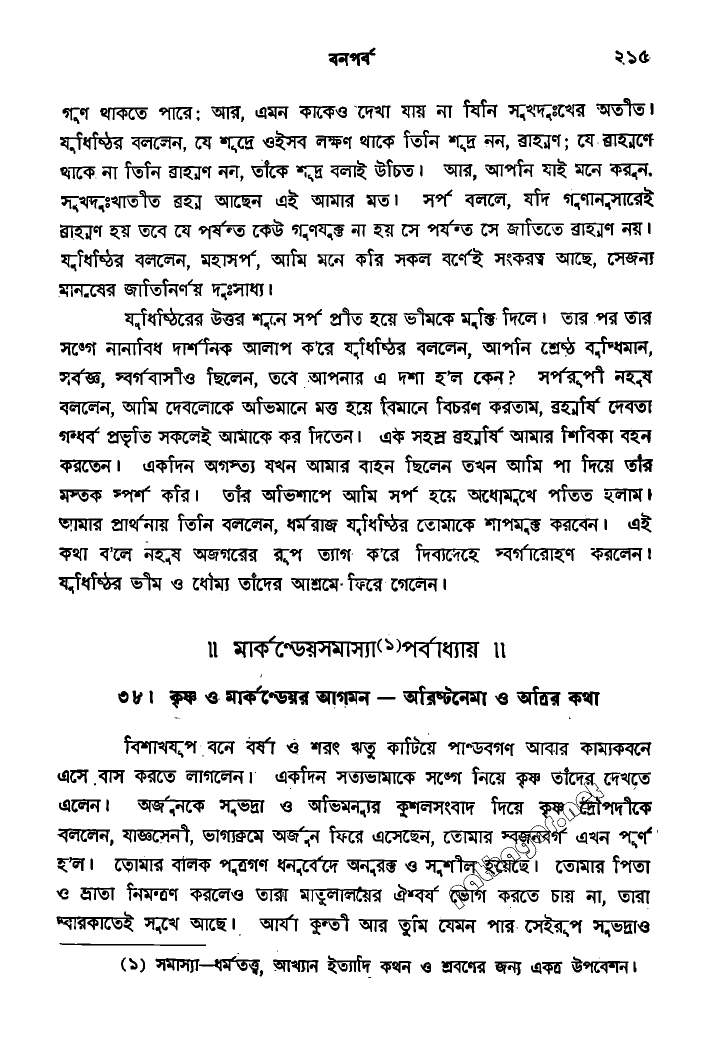 বনপর্ব ২১৫
গুণ থাকতে পারে; আর, এমন কাকেও দেখা যায় না যিনি সুখদুঃখের অতীত।
যুধিষ্ঠির বললেন, যে শূদ্রে ওইসব লক্ষণ থাকে তিনি শূদ্র নন, ব্রাহ্মণ; যে ব্রাহ্মণে
থাকে না তিনি ব্রাহ্মণ নন, তাঁকে শূদ্র বলাই উচিত। আর, আপনি যাই মনে করুন,
সুখদুঃখাতীত ব্রহ্ম আছেন এই আমার মত। সর্প বললে, যদি গুণানুসারেই
ব্রাহ্মণ হয় তবে যে পর্যন্ত কেউ গুণযুক্ত না হয় সে পর্যন্ত সে জাতিতে ব্রাহ্মণ নয়।
যুধিষ্ঠির বললেন, মহাসর্প, আমি মনে করি সকল বর্ণেই সংকরত্ব আছে, সেজন্য
মানুষের জাতিনির্ণয় দুঃসাধ্য।
যুধিষ্ঠিরের উত্তর শুনে সর্প প্রীত হয়ে ভীমকে মুক্তি দিলে। তার পর তার
সঙ্গে নানাবিধ দার্শনিক আলাপ ক'রে যুধিষ্ঠির বললেন, আপনি শ্রেষ্ঠ বুদ্ধিমান,
সর্বজ্ঞ, স্বর্গবাসীও ছিলেন, তবে আপনার এ দশা হ'ল কেন? সর্পরূপী নহুষ
বললেন, আমি দেবলোকে অভিমানে মত্ত হয়ে বিমানে বিচরণ করতাম, ব্রহ্মর্ষি দেবতা
গন্ধর্ব প্রভৃতি সকলেই আমাকে কর দিতেন। এক সহস্র ব্রহ্মর্ষি আমার শিবিকা বহন
করতেন। একদিন অগস্ত্য যখন আমার বাহন ছিলেন তখন আমি পা দিয়ে তাঁর
মস্তক স্পর্শ করি। তাঁর অভিশাপে আমি সর্প হয়ে অধোমুখে পতিত হলাম।
আমার প্রার্থনায় তিনি বললেন, ধর্মরাজ যুধিষ্ঠির তোমাকে শাপমুক্ত করবেন। এই
কথা ব'লে নহুষ অজগরের রূপ ত্যাগ ক'রে দিব্যদেহে স্বর্গারোহণ করলেন।
যুধিষ্ঠির ভীম ও ধৌম্য তাঁদের আশ্রমে ফিরে গেলেন।
॥ মার্কণ্ডেয়সমাস্যা(১)পর্বাধ্যায় ॥
৩৮। কৃষ্ণ ও মার্কণ্ডেয়র আগমন — অরিষ্টনেমা ও অত্রির কথা
বিশাখযূপ বনে বর্ষা ও শরৎ ঋতু কাটিয়ে পাণ্ডবগণ আবার কাম্যকবনে
এসে বাস করতে লাগলেন। একদিন সত্যভামাকে সঙ্গে নিয়ে কৃষ্ণ তাঁদের দেখতে
এলেন। অর্জুনকে সুভদ্রা ও অভিমন্যুর কুশলসংবাদ দিয়ে কৃষ্ণ দ্রৌপদীকে
বললেন, যাজ্ঞসেনী, ভাগ্যক্রমে অর্জুন ফিরে এসেছেন, তোমার স্বজনবর্গ এখন পূর্ণ
হ'ল। তোমার বালক পুত্রগণ ধনুর্বেদে অনুরক্ত ও সুশীল হয়েছে। তোমার পিতা
ও ভ্রাতা নিমন্ত্রণ করলেও তারা মাতুলালয়ের ঐশ্বর্য ভোগ করতে চায় না, তারা
দ্বারকাতেই সুখে আছে। আর্যা কুন্তী আর তুমি যেমন পার সেইরূপ সুভদ্রাও
(১) সমাস্যা—ধর্মতত্ত্ব, আখ্যান ইত্যাদি কথন ও শ্রবণের জন্য একত্র উপবেশন।